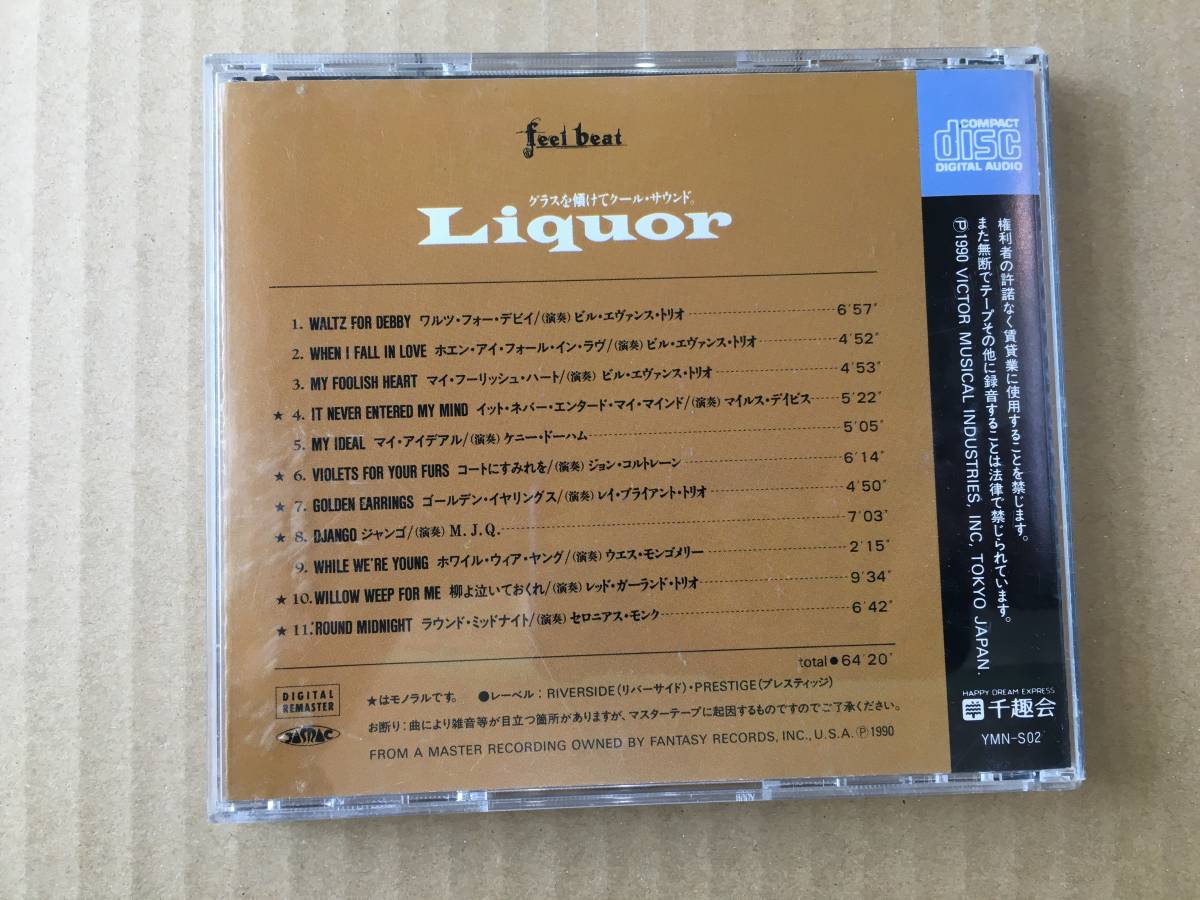 feel beat
グラスを傾けてクール・サウンド。
Liquor
1. WALTZ FOR DEBBY ワルツ・フォー・デビイ/(演奏) ビル・エヴァンス・トリオ 6'57"
2. WHEN I FALL IN LOVE ホエン・アイ・フォール・イン・ラヴ/(演奏) ビル・エヴァンス・トリオ 4'52"
3. MY FOOLISH HEART マイ・フーリッシュ・ハート/(演奏) ビル・エヴァンス・トリオ 4'53"
★ 4. IT NEVER ENTERED MY MIND イット・ネバー・エンタード・マイ・マインド/(演奏) マイルス・デイビス 5'22"
5. MY IDEAL マイ・アイデアル/(演奏) ケニー・ドーハム 5'05"
★ 6. VIOLETS FOR YOUR FURS コートにすみれを/(演奏) ジョン・コルトレーン 6'14"
★ 7. GOLDEN EARRINGS ゴールデン・イヤリングス/(演奏) レイ・ブライアント・トリオ 4'50"
★ 8. DJANGO ジャンゴ/(演奏) M.J.Q. 7'03"
9. WHILE WE'RE YOUNG ホワイル・ウィア・ヤング/(演奏) ウエス・モンゴメリー 2'15"
★ 10. WILLOW WEEP FOR ME 柳よ泣いておくれ/(演奏) レッド・ガーランド・トリオ 9'34"
★ 11. 'ROUND MIDNIGHT ラウンド・ミッドナイト/(演奏) セロニアス・モンク 6'42"
total ● 64'20"
DIGITAL REMASTER
JASRAC
★はモノラルです。 ●レーベル：RIVERSIDE(リバーサイド)・PRESTIGE(プレスティッジ)
お断り：曲により雑音等が目立つ箇所がありますが、マスターテープに起因するものですのでご了承ください。
FROM A MASTER RECORDING OWNED BY FANTASY RECORDS, INC., U.S.A. Ⓟ1990
COMPACT
disc
DIGITAL AUDIO
権利者の許諾なく賃貸業に使用することを禁じます。
また無断でテープその他に録音することは法律で禁じられています。
Ⓟ1990 VICTOR MUSICAL INDUSTRIES, INC, TOKYO JAPAN.
HAPPY DREAM EXPRESS
千趣会
YMN-S02